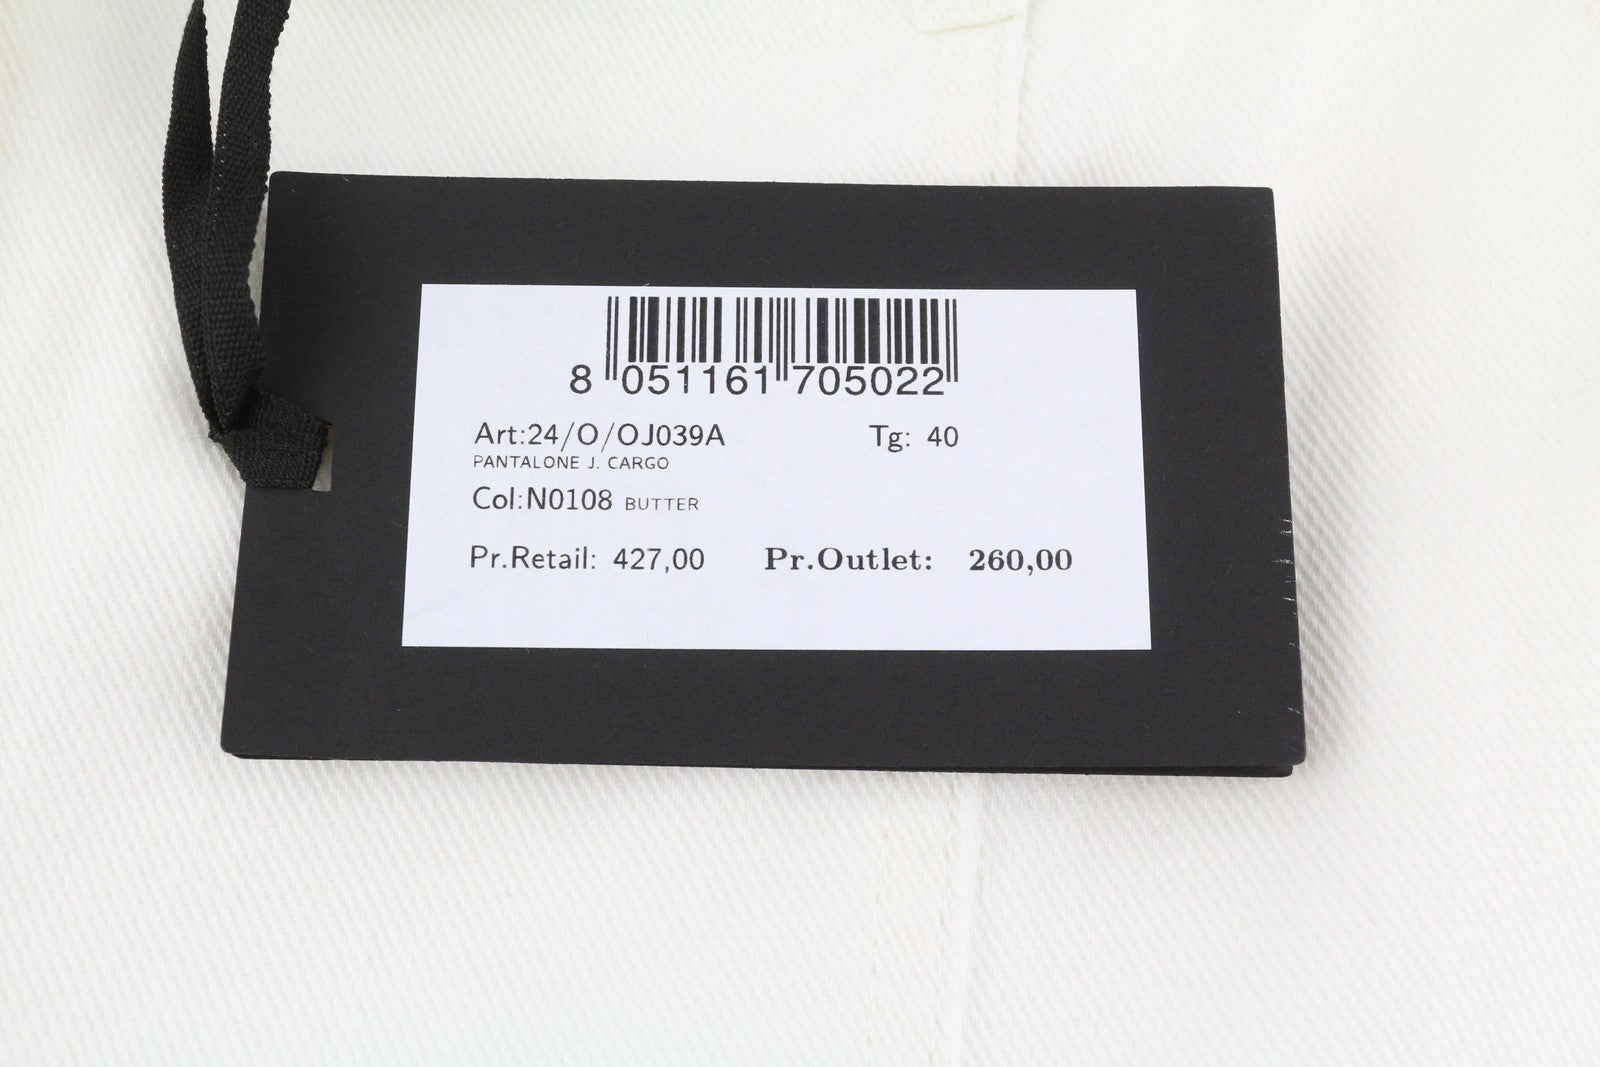 8 051161 705022
Art:24/O/OJ039A Tg: 40
PANTALONE J. CARGO
Col:N0108 BUTTER
Pr.Retail: 427,00 Pr.Outlet: 260,00